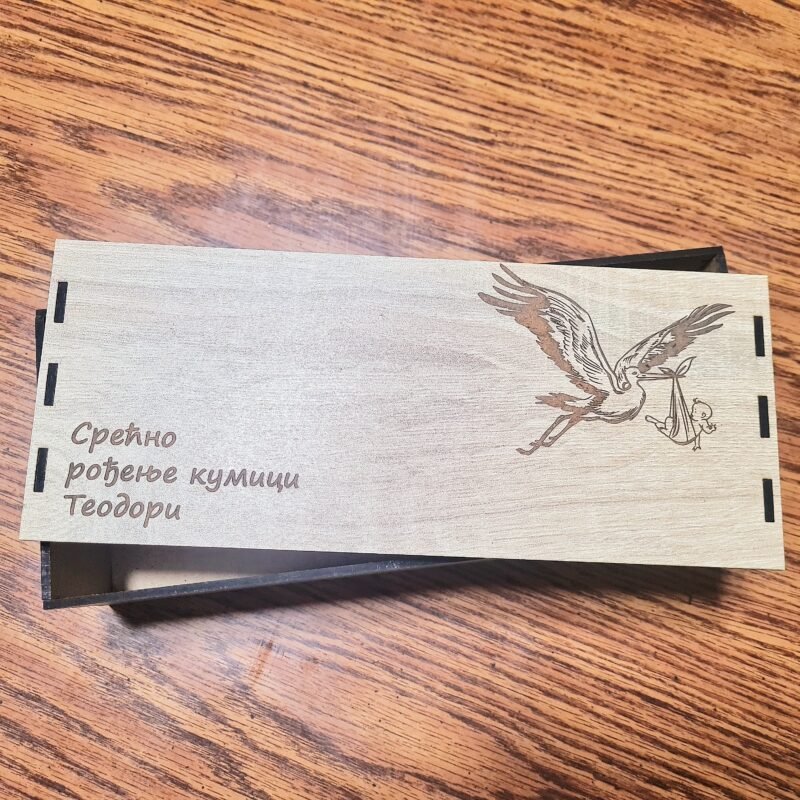 Срећно
рођење кумици
Теодори